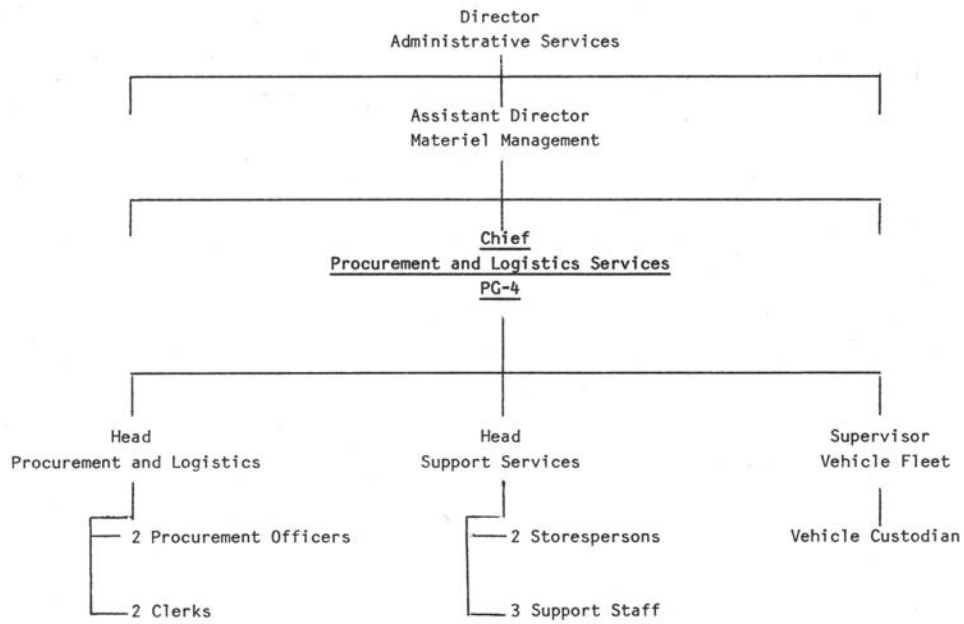 Director
Administrative Services
Assistant Director
Materiel Management
Chief
Procurement and Logistics Services
PG-4
Head
Procurement and Logistics
Head
Support Services
Supervisor
Vehicle Fleet
2 Procurement Officers
2 Storespersons
Vehicle Custodian
2 Clerks
3 Support Staff